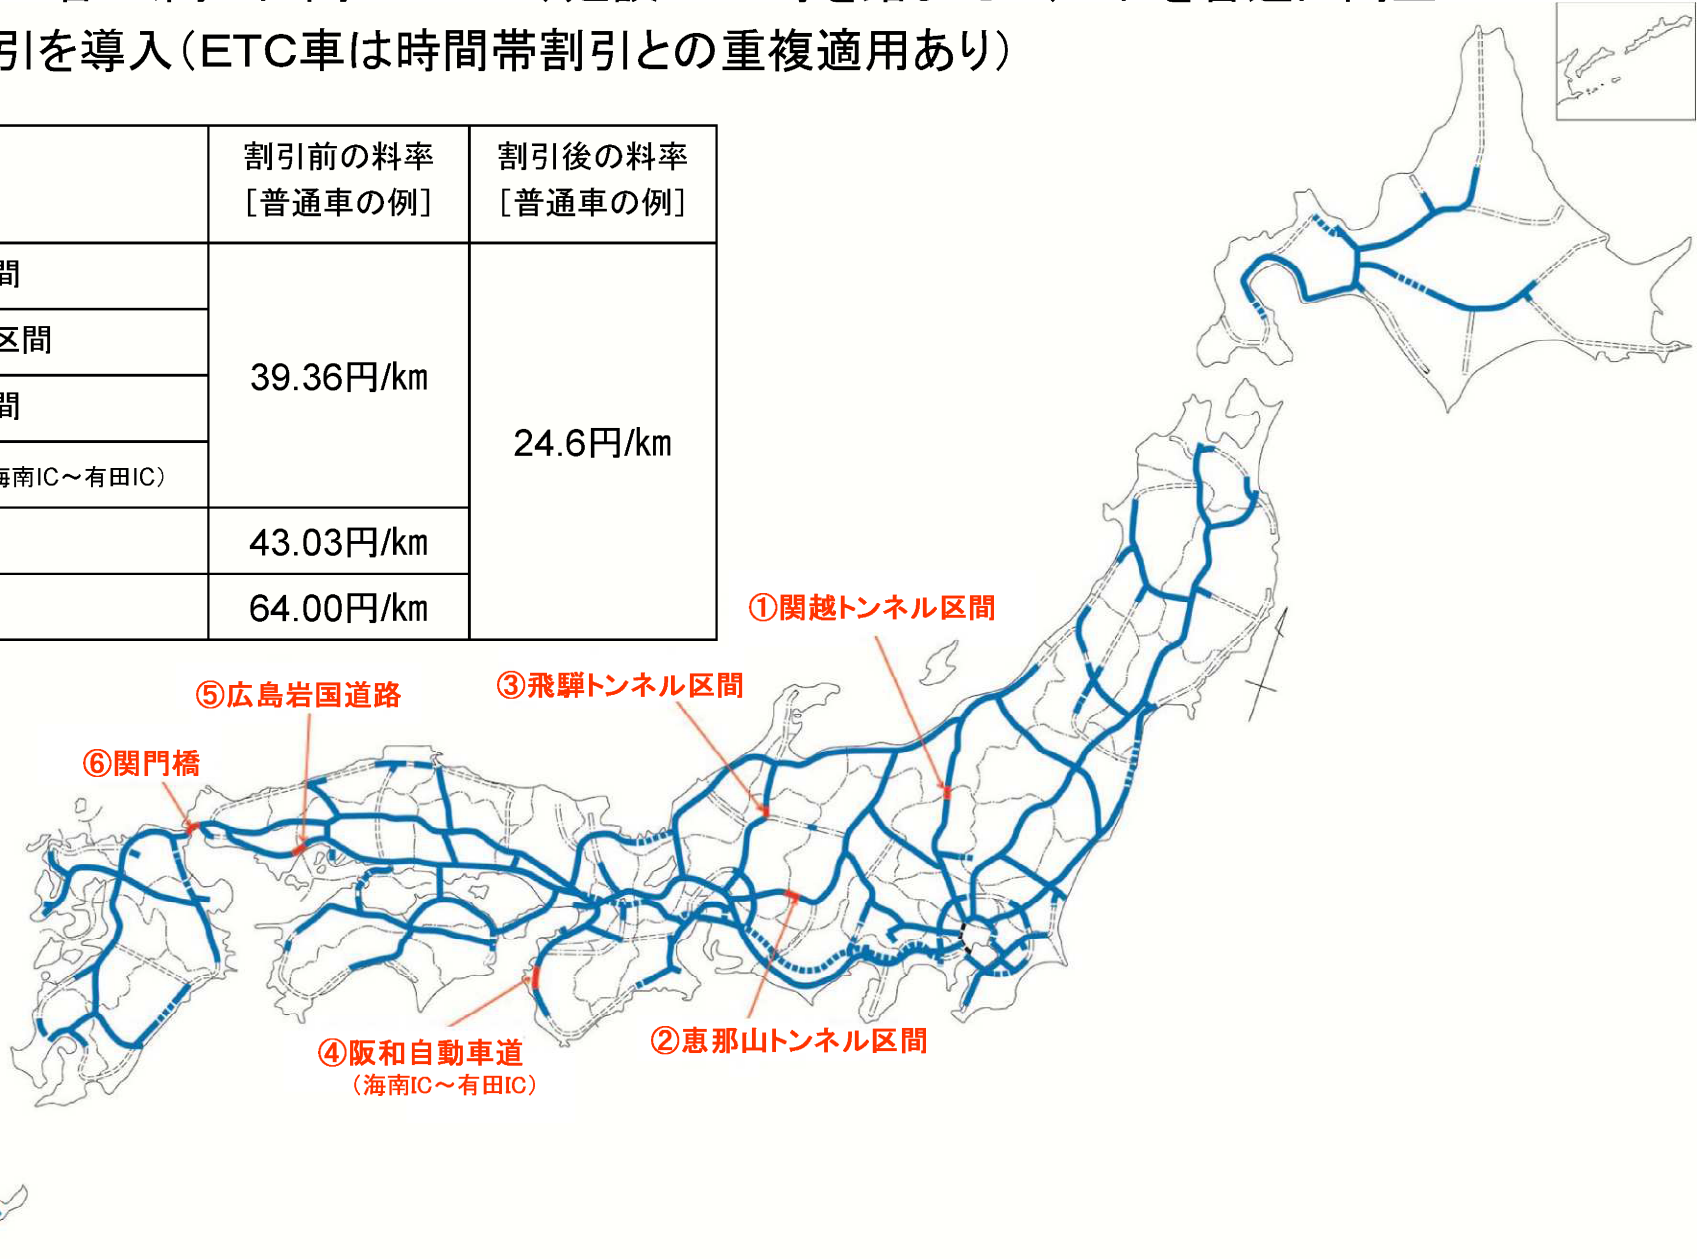 引を導入（ETC車は時間帯割引との重複適用あり）
割引前の料率
［普通車の例］
割引後の料率
［普通車の例］
間
区間
間
海南IC～有田IC）
39.36円/km
24.6円/km
43.03円/km
64.00円/km
①関越トンネル区間
③飛騨トンネル区間
⑤広島岩国道路
⑥関門橋
②恵那山トンネル区間
④阪和自動車道
（海南IC～有田IC）